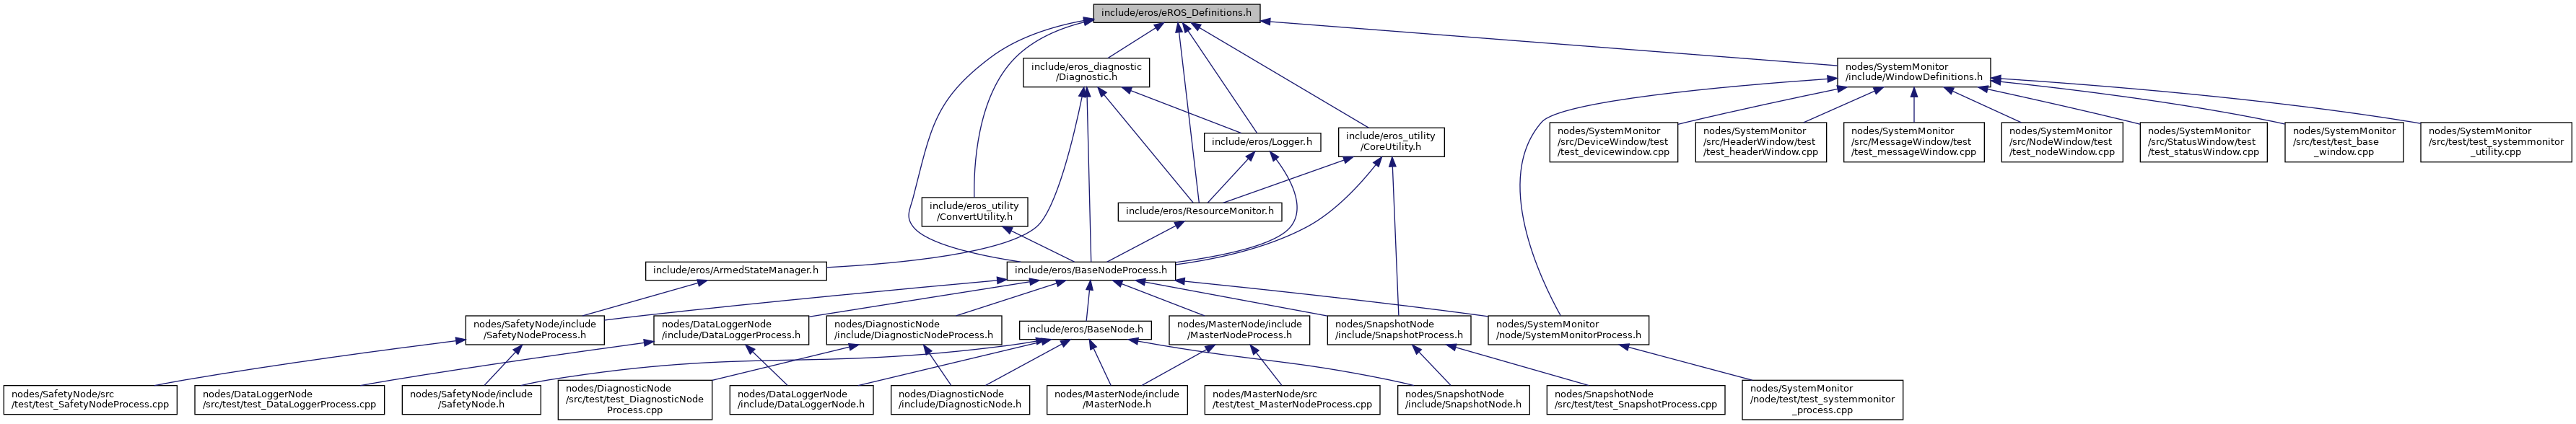 include/eros/eROS_Definitions.h
include/eros_diagnostic
/Diagnostic.h
nodes/SystemMonitor
/include/WindowDefinitions.h
include/eros/Logger.h
include/eros_utility
/CoreUtility.h
nodes/SystemMonitor
/src/DeviceWindow/test
/test_devicewindow.cpp
nodes/SystemMonitor
/src/HeaderWindow/test
/test_headerWindow.cpp
nodes/SystemMonitor
/src/MessageWindow/test
/test_messageWindow.cpp
nodes/SystemMonitor
/src/NodeWindow/test
/test_nodeWindow.cpp
nodes/SystemMonitor
/src/StatusWindow/test
/test_statusWindow.cpp
nodes/SystemMonitor
/src/test/test_base
_window.cpp
nodes/SystemMonitor
/src/test/test_systemmonitor
_utility.cpp
include/eros_utility
/ConvertUtility.h
include/eros/ResourceMonitor.h
include/eros/ArmedStateManager.h
include/eros/BaseNodeProcess.h
nodes/SafetyNode/include
/SafetyNodeProcess.h
nodes/DataLoggerNode
/include/DataLoggerProcess.h
nodes/DiagnosticNode
/include/DiagnosticNodeProcess.h
include/eros/BaseNode.h
nodes/MasterNode/include
/MasterNodeProcess.h
nodes/SnapshotNode
/include/SnapshotProcess.h
nodes/SystemMonitor
/node/SystemMonitorProcess.h
nodes/SafetyNode/src
/test/test_SafetyNodeProcess.cpp
nodes/DataLoggerNode
/src/test/test_DataLoggerProcess.cpp
nodes/SafetyNode/include
/SafetyNode.h
nodes/DiagnosticNode
/src/test/test_DiagnosticNode
Process.cpp
nodes/DataLoggerNode
/include/DataLoggerNode.h
nodes/DiagnosticNode
/include/DiagnosticNode.h
nodes/MasterNode/include
/MasterNode.h
nodes/MasterNode/src
/test/test_MasterNodeProcess.cpp
nodes/SnapshotNode
/include/SnapshotNode.h
nodes/SnapshotNode
/src/test/test_SnapshotProcess.cpp
nodes/SystemMonitor
/node/test/test_systemmonitor
_process.cpp